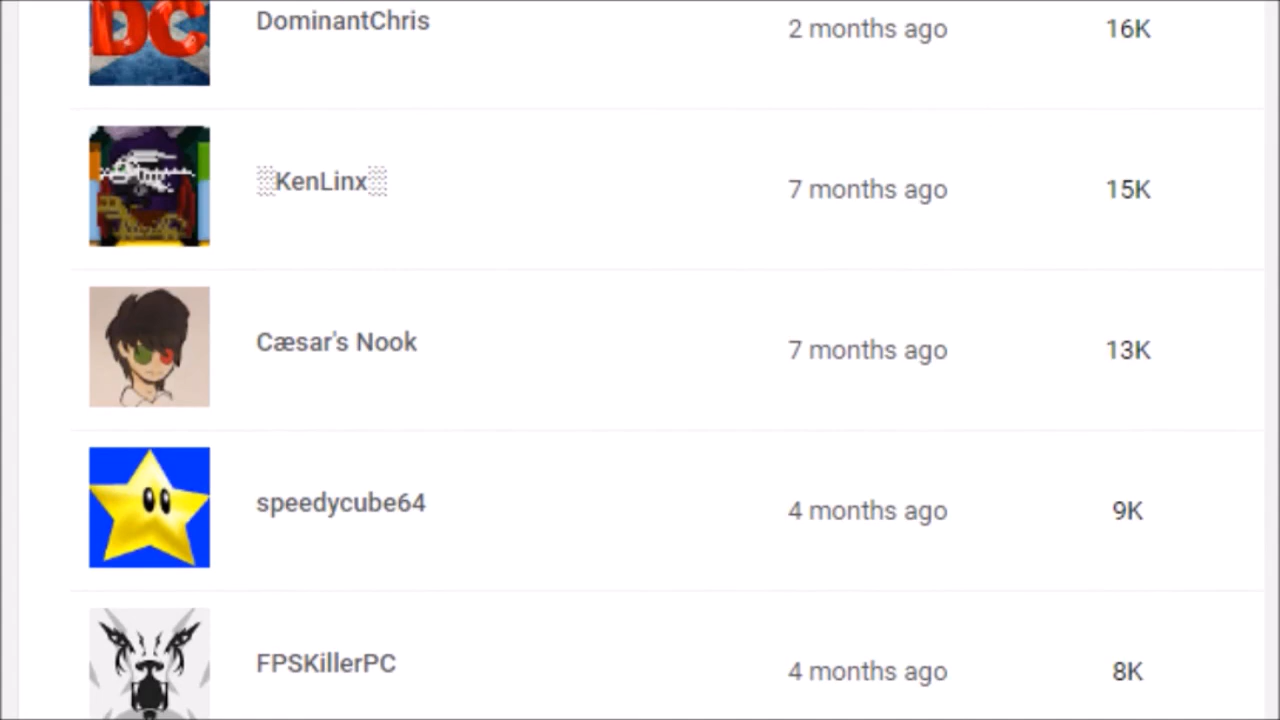 DC
DominantChris
2 months ago
16K
░KenLinx░
7 months ago
15K
Cæsar's Nook
7 months ago
13K
speedycube64
4 months ago
9K
FPSKillerPC
4 months ago
8K